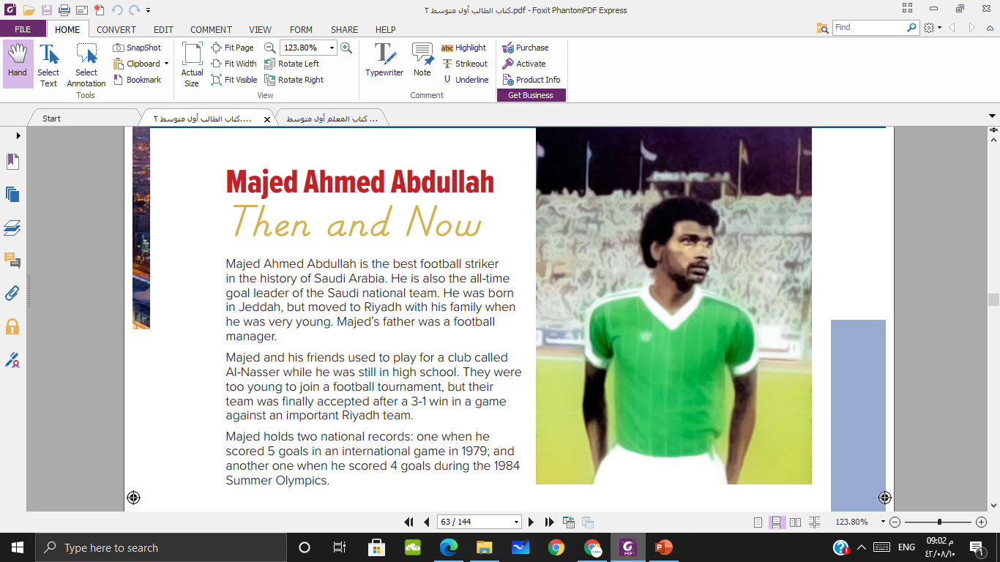 كتاب الطالب أول متوسط ٢.pdf - Foxit PhantomPDF Express
FILE
HOME
CONVERT
EDIT
COMMENT
VIEW
FORM
SHARE
HELP
Find
Hand
Select
Text
Select
Annotation
SnapShot
Clipboard
Bookmark
Tools
Actual
Size
Fit Page
Fit Width
Fit Visible
123.80%
Rotate Left
Rotate Right
View
Typewriter
Note
abc Highlight
T Strikeout
U Underline
Comment
Purchase
Activate
Product Info
Get Business
Start
كتاب الطالب أول متوسط ٢....
كتاب المعلم أول متوسط ...
Majed Ahmed Abdullah
Then and Now
Majed Ahmed Abdullah is the best football striker
in the history of Saudi Arabia. He is also the all-time
goal leader of the Saudi national team. He was born
in Jeddah, but moved to Riyadh with his family when
he was very young. Majed’s father was a football
manager.
Majed and his friends used to play for a club called
Al-Nasser while he was still in high school. They were
too young to join a football tournament, but their
team was finally accepted after a 3-1 win in a game
against an important Riyadh team.
Majed holds two national records: one when he
scored 5 goals in an international game in 1979; and
another one when he scored 4 goals during the 1984
Summer Olympics.
63 / 144
123.80%
Type here to search
ENG
09:02 م
٤٢/٠٨/١٠
1